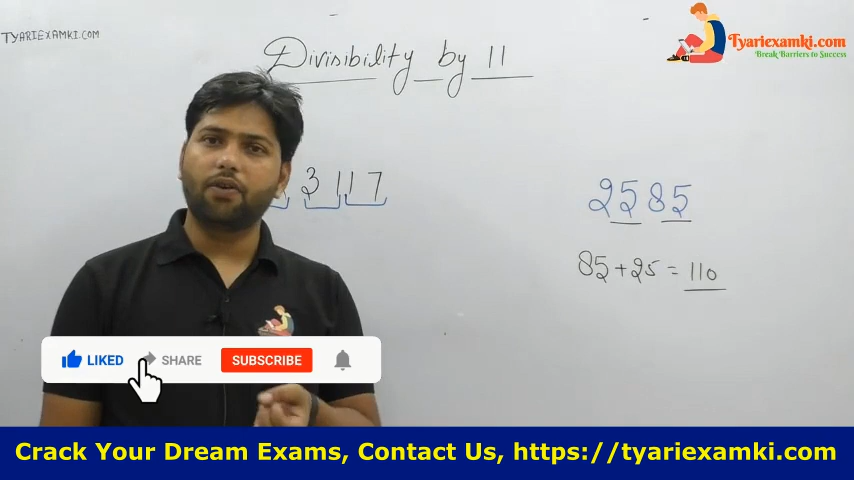 TYARIEXAMKI.COM
Tyariexamki.com
Break Barriers to Success
Divisibility by 11
3117
2585
85+25=110
LIKED
SHARE
SUBSCRIBE
Crack Your Dream Exams, Contact Us, https://tyariexamki.com